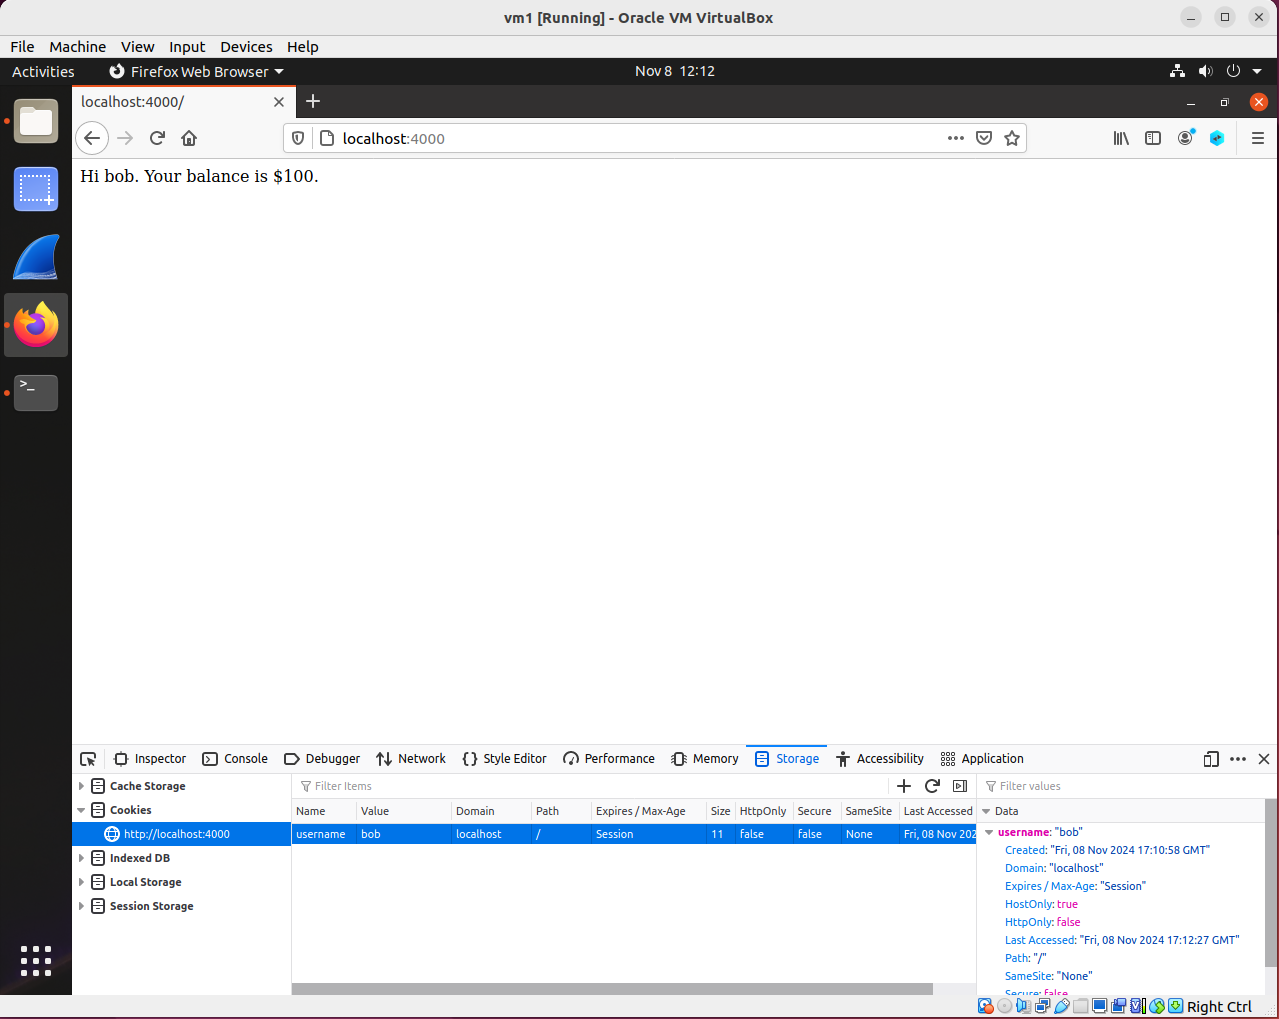 vm1 [Running] - Oracle VM VirtualBox
File Machine View Input Devices Help
Activities Firefox Web Browser Nov 8 12:12
localhost:4000/
localhost:4000
Hi bob. Your balance is $100.
>_
Inspector Console Debugger Network Style Editor Performance Memory Storage Accessibility Application
Cache Storage
Cookies
http://localhost:4000
Indexed DB
Local Storage
Session Storage
Filter Items
Name Value Domain Path Expires / Max-Age Size HttpOnly Secure SameSite Last Accessed
username bob localhost / Session 11 false false None Fri, 08 Nov 202
Filter values
Data
username: "bob"
Created: "Fri, 08 Nov 2024 17:10:58 GMT"
Domain: "localhost"
Expires / Max-Age: "Session"
HostOnly: true
HttpOnly: false
Last Accessed: "Fri, 08 Nov 2024 17:12:27 GMT"
Path: "/"
SameSite: "None"
Secure: false
Right Ctrl